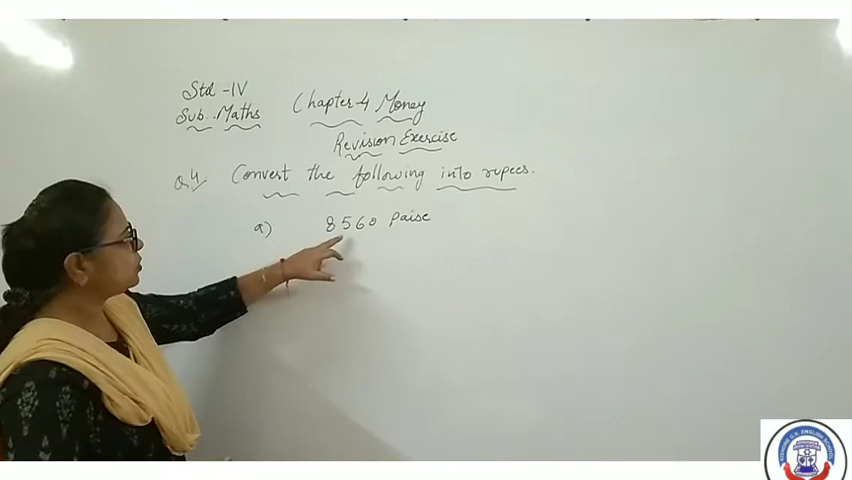 Std - IV
Sub. Maths
Chapter-4 Money
Revision Exercise
Q.4 Convert the following into rupees.
a) 8560 Paise